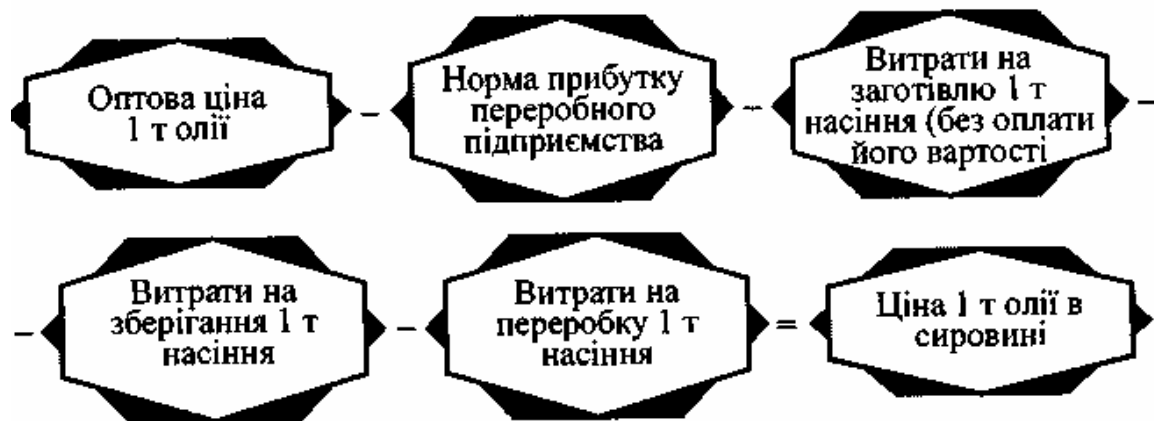 Оптова ціна
1 т олії
–
Норма прибутку
переробного
підприємства
–
Витрати на
заготівлю 1 т
насіння (без оплати
його вартості
–
–
Витрати на
зберігання 1 т
насіння
–
Витрати на
переробку 1 т
насіння
=
Ціна 1 т олії в
сировині